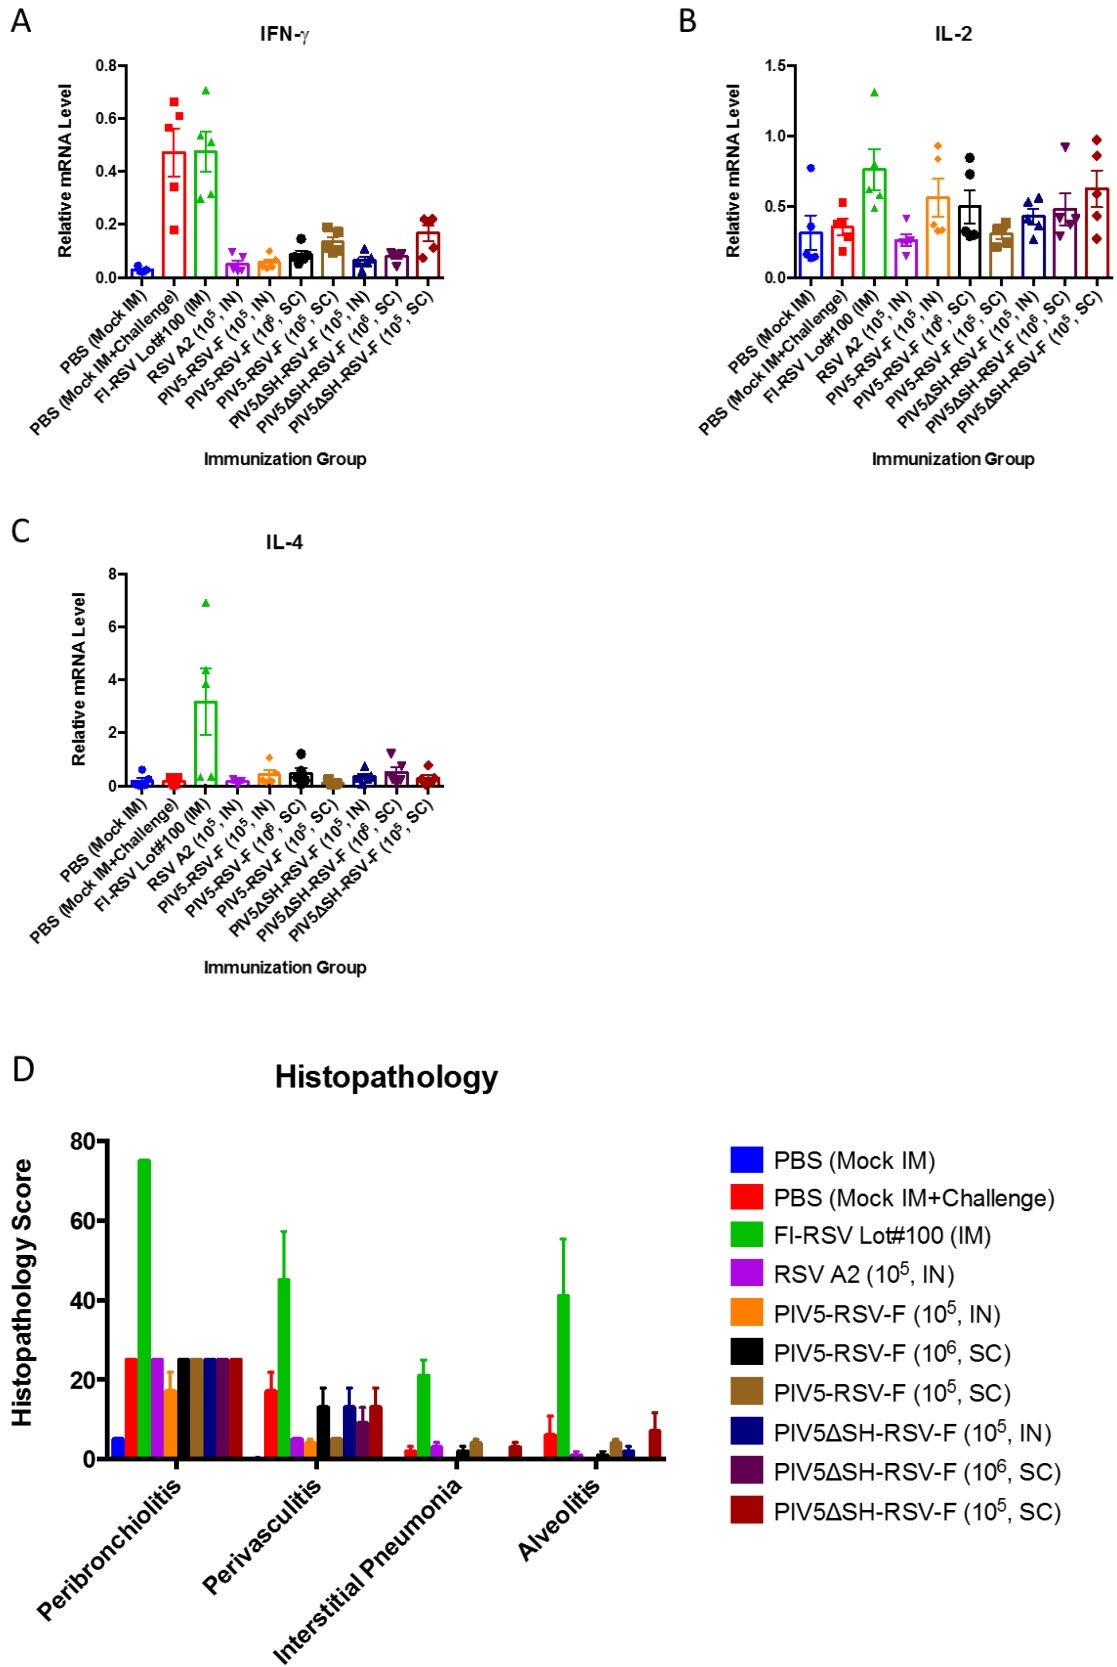 A
IFN-γ
Relative mRNA Level
0.8
0.6
0.4
0.2
0.0
PBS (Mock IM)
PBS (Mock IM+Challenge)
FI-RSV Lot#100 (IM)
RSV A2 (10⁵, IN)
PIV5-RSV-F (10⁵, IN)
PIV5-RSV-F (10⁶, SC)
PIV5-RSV-F (10⁵, SC)
PIV5ΔSH-RSV-F (10⁵, IN)
PIV5ΔSH-RSV-F (10⁶, SC)
PIV5ΔSH-RSV-F (10⁵, SC)
Immunization Group
B
IL-2
Relative mRNA Level
1.5
1.0
0.5
0.0
PBS (Mock IM)
PBS (Mock IM+Challenge)
FI-RSV Lot#100 (IM)
RSV A2 (10⁵, IN)
PIV5-RSV-F (10⁵, IN)
PIV5-RSV-F (10⁶, SC)
PIV5-RSV-F (10⁵, SC)
PIV5ΔSH-RSV-F (10⁵, IN)
PIV5ΔSH-RSV-F (10⁶, SC)
PIV5ΔSH-RSV-F (10⁵, SC)
Immunization Group
C
IL-4
Relative mRNA Level
8
6
4
2
0
PBS (Mock IM)
PBS (Mock IM+Challenge)
FI-RSV Lot#100 (IM)
RSV A2 (10⁵, IN)
PIV5-RSV-F (10⁵, IN)
PIV5-RSV-F (10⁶, SC)
PIV5-RSV-F (10⁵, SC)
PIV5ΔSH-RSV-F (10⁵, IN)
PIV5ΔSH-RSV-F (10⁶, SC)
PIV5ΔSH-RSV-F (10⁵, SC)
Immunization Group
D
Histopathology
Histopathology Score
80
60
40
20
0
Peribronchiolitis
Perivasculitis
Interstitial Pneumonia
Alveolitis
PBS (Mock IM)
PBS (Mock IM+Challenge)
FI-RSV Lot#100 (IM)
RSV A2 (10⁵, IN)
PIV5-RSV-F (10⁵, IN)
PIV5-RSV-F (10⁶, SC)
PIV5-RSV-F (10⁵, SC)
PIV5ΔSH-RSV-F (10⁵, IN)
PIV5ΔSH-RSV-F (10⁶, SC)
PIV5ΔSH-RSV-F (10⁵, SC)